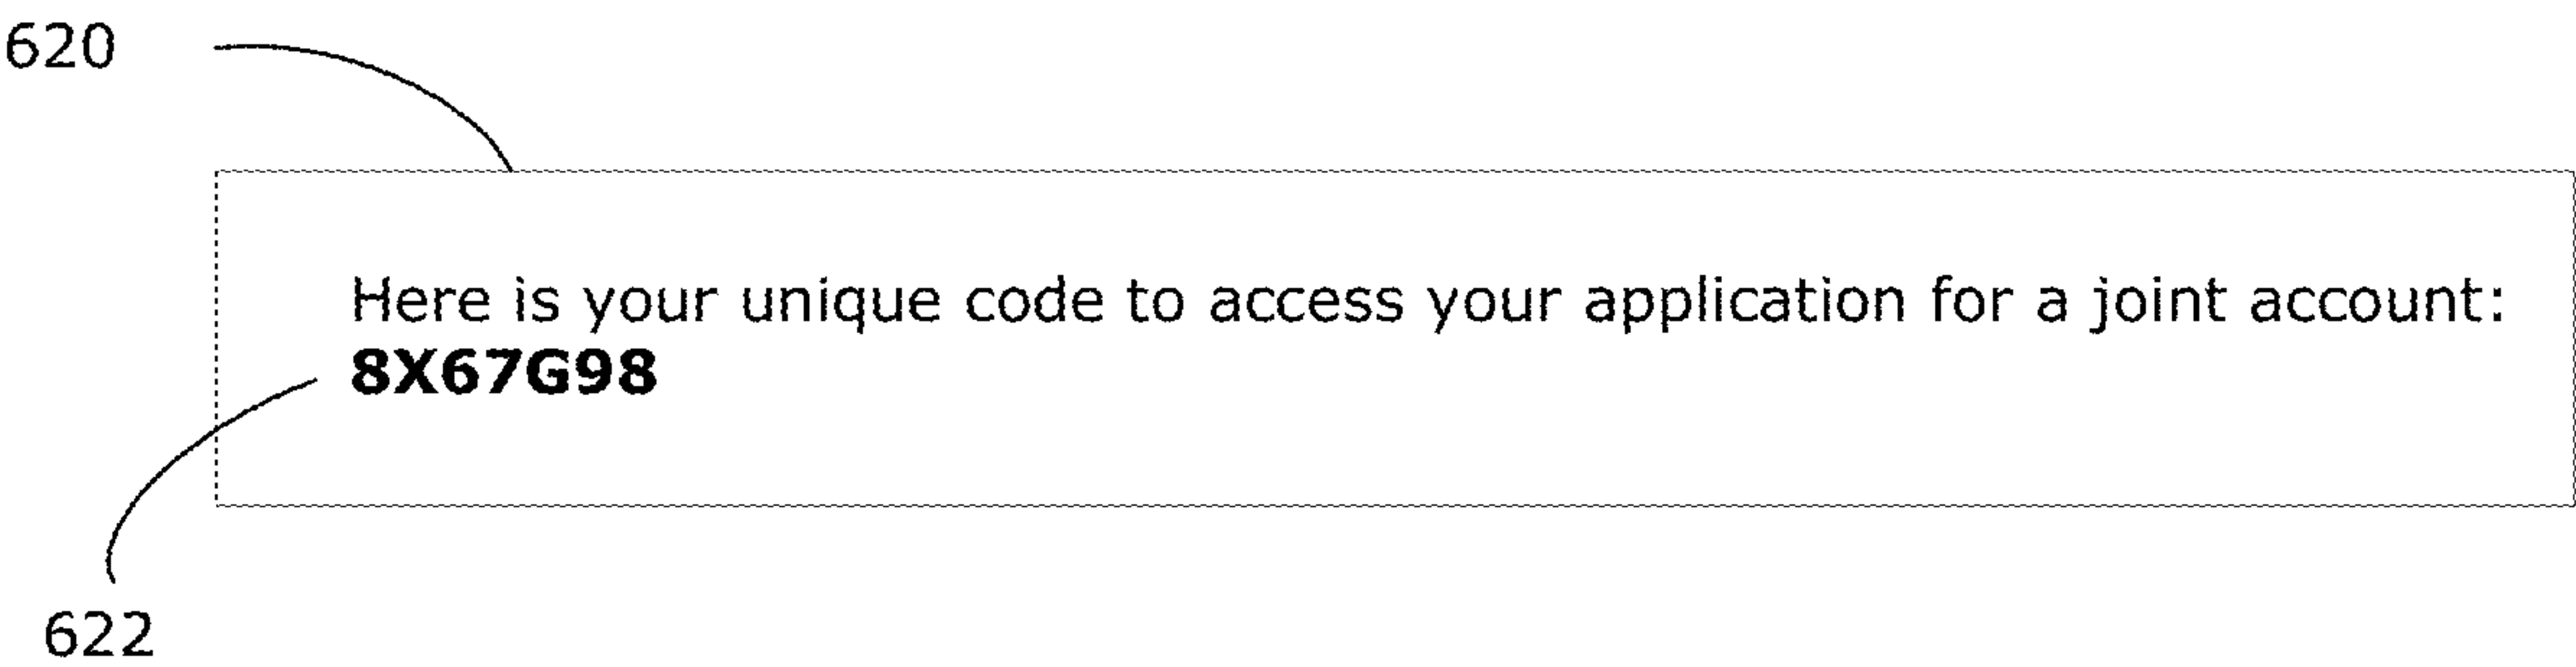 620
Here is your unique code to access your application for a joint account:
8X67G98
622